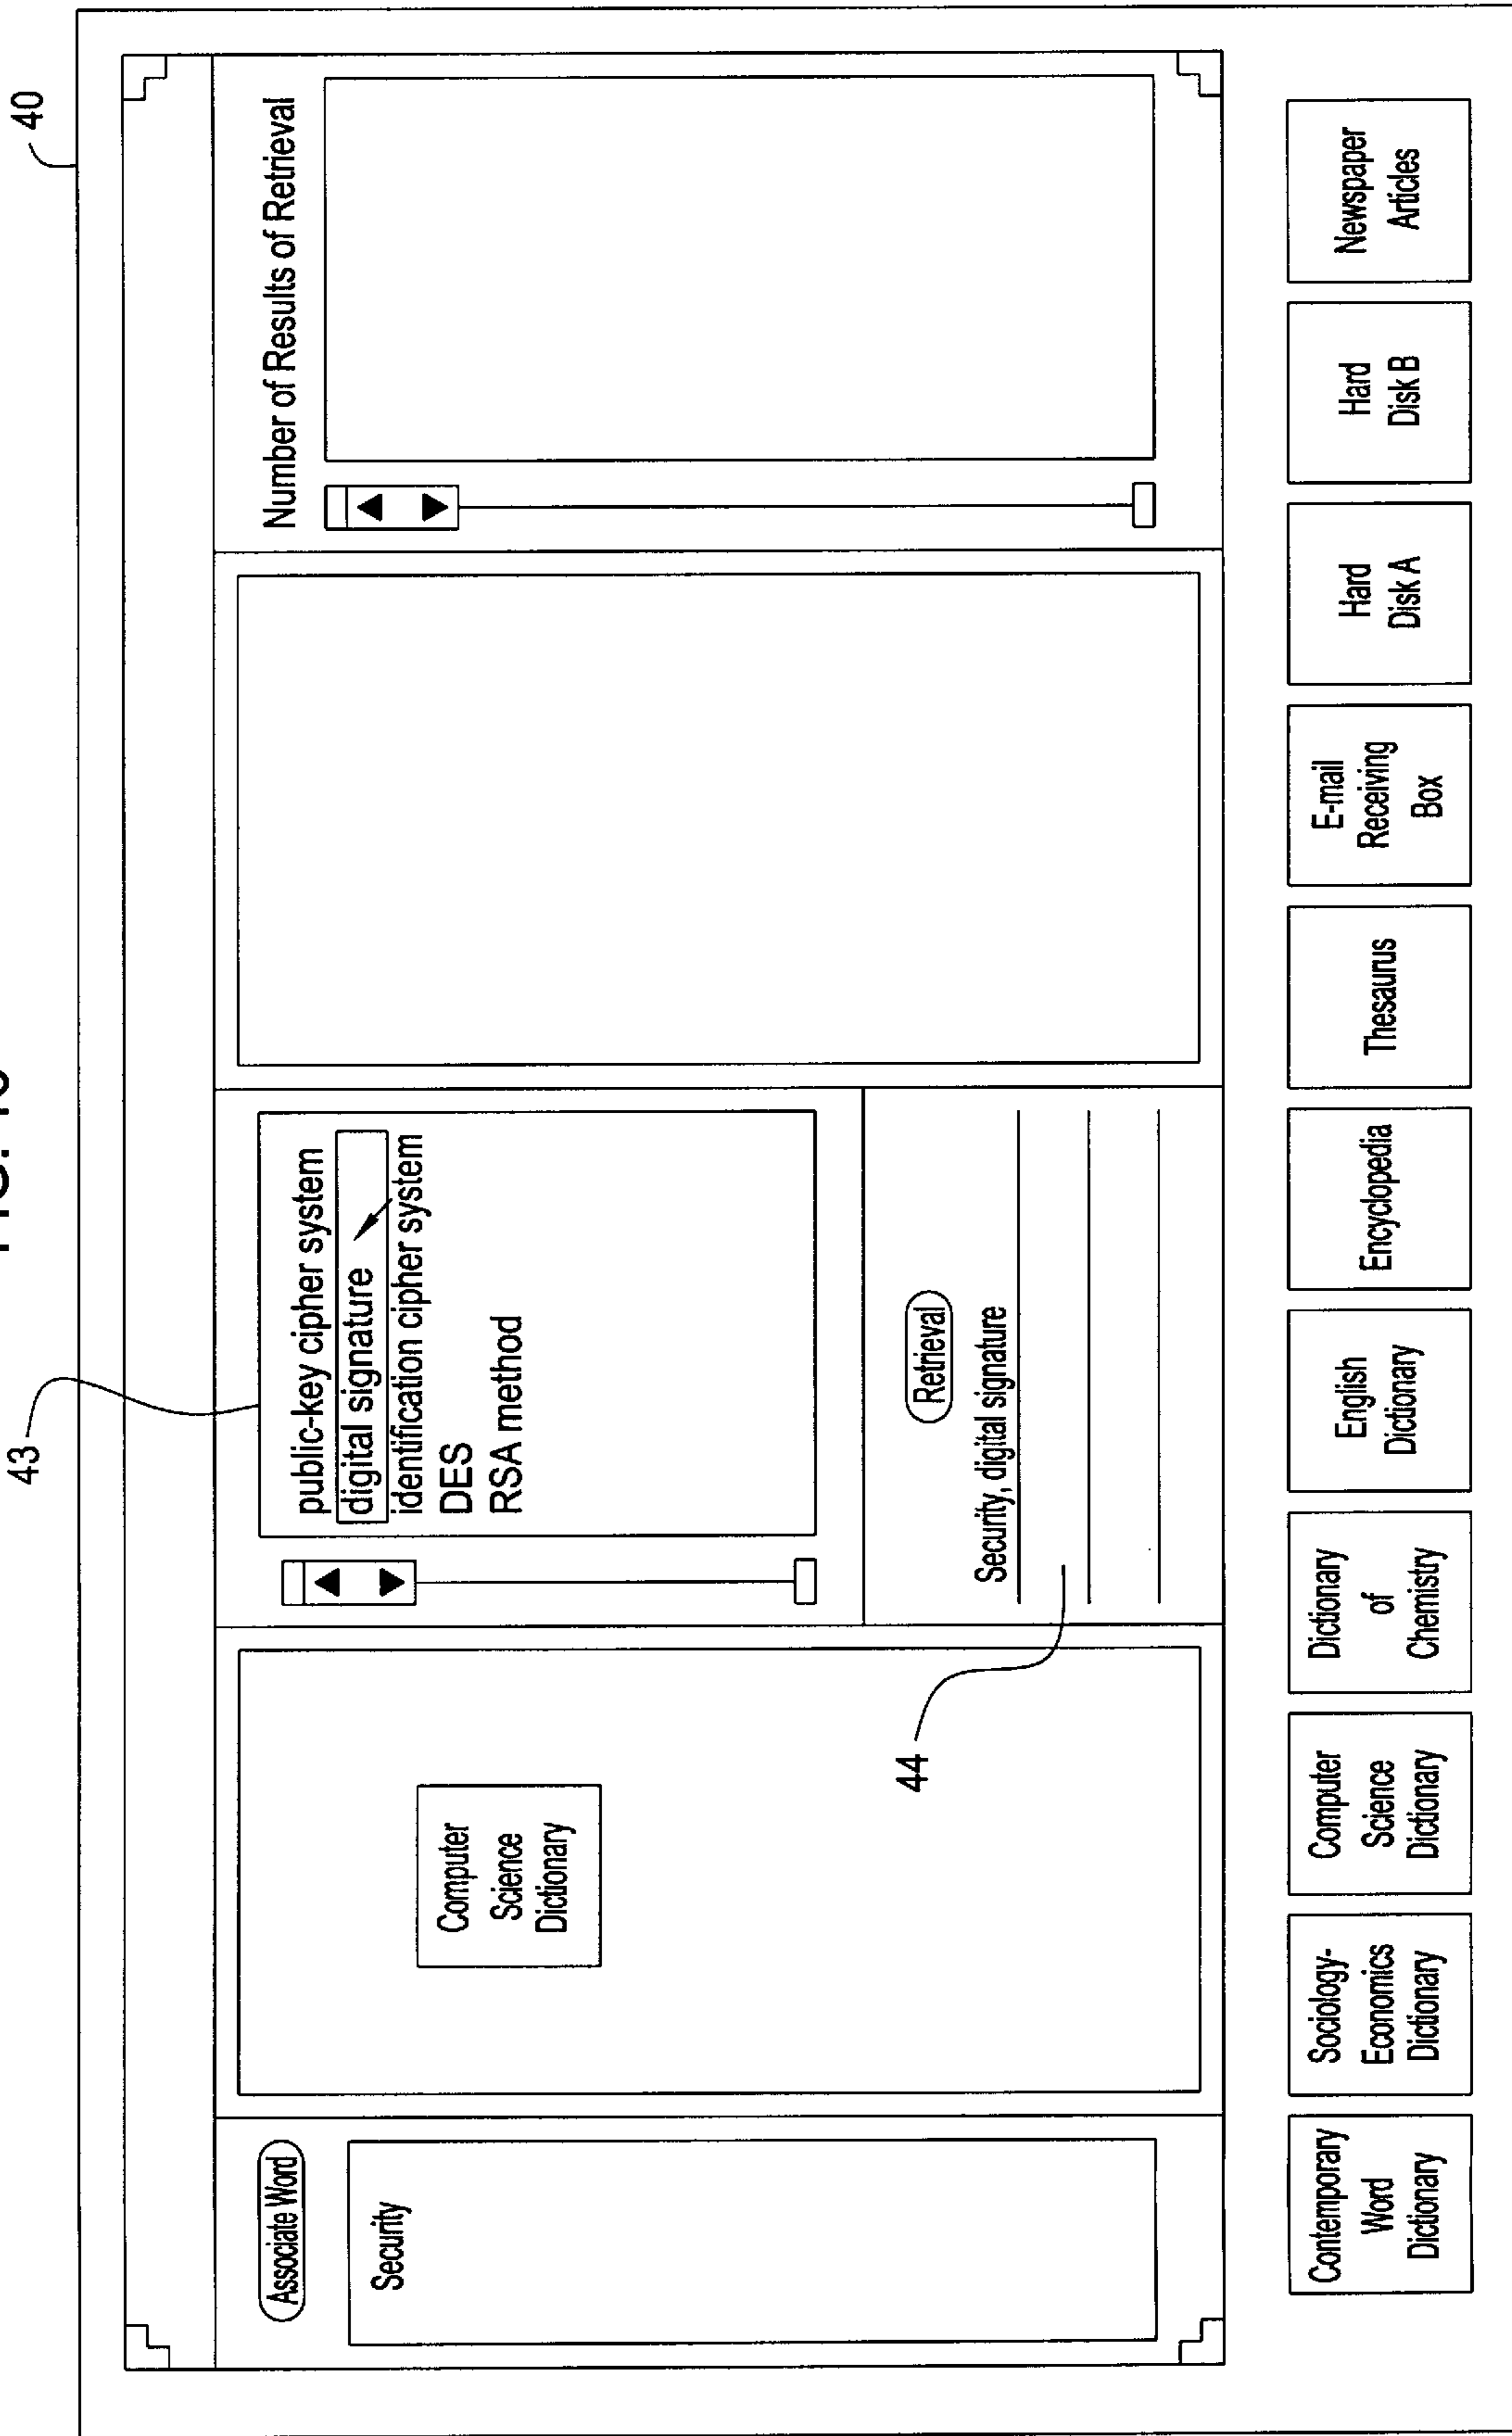 40
43
Associate Word
Security
Computer
Science
Dictionary
public-key cipher system
digital signature
identification cipher system
DES
RSA method
Retrieval
Security, digital signature
44
Number of Results of Retrieval
Contemporary
Word
Dictionary
Sociology-
Economics
Dictionary
Computer
Science
Dictionary
Dictionary
of
Chemistry
English
Dictionary
Encyclopedia
Thesaurus
E-mail
Receiving
Box
Hard
Disk A
Hard
Disk B
Newspaper
Articles